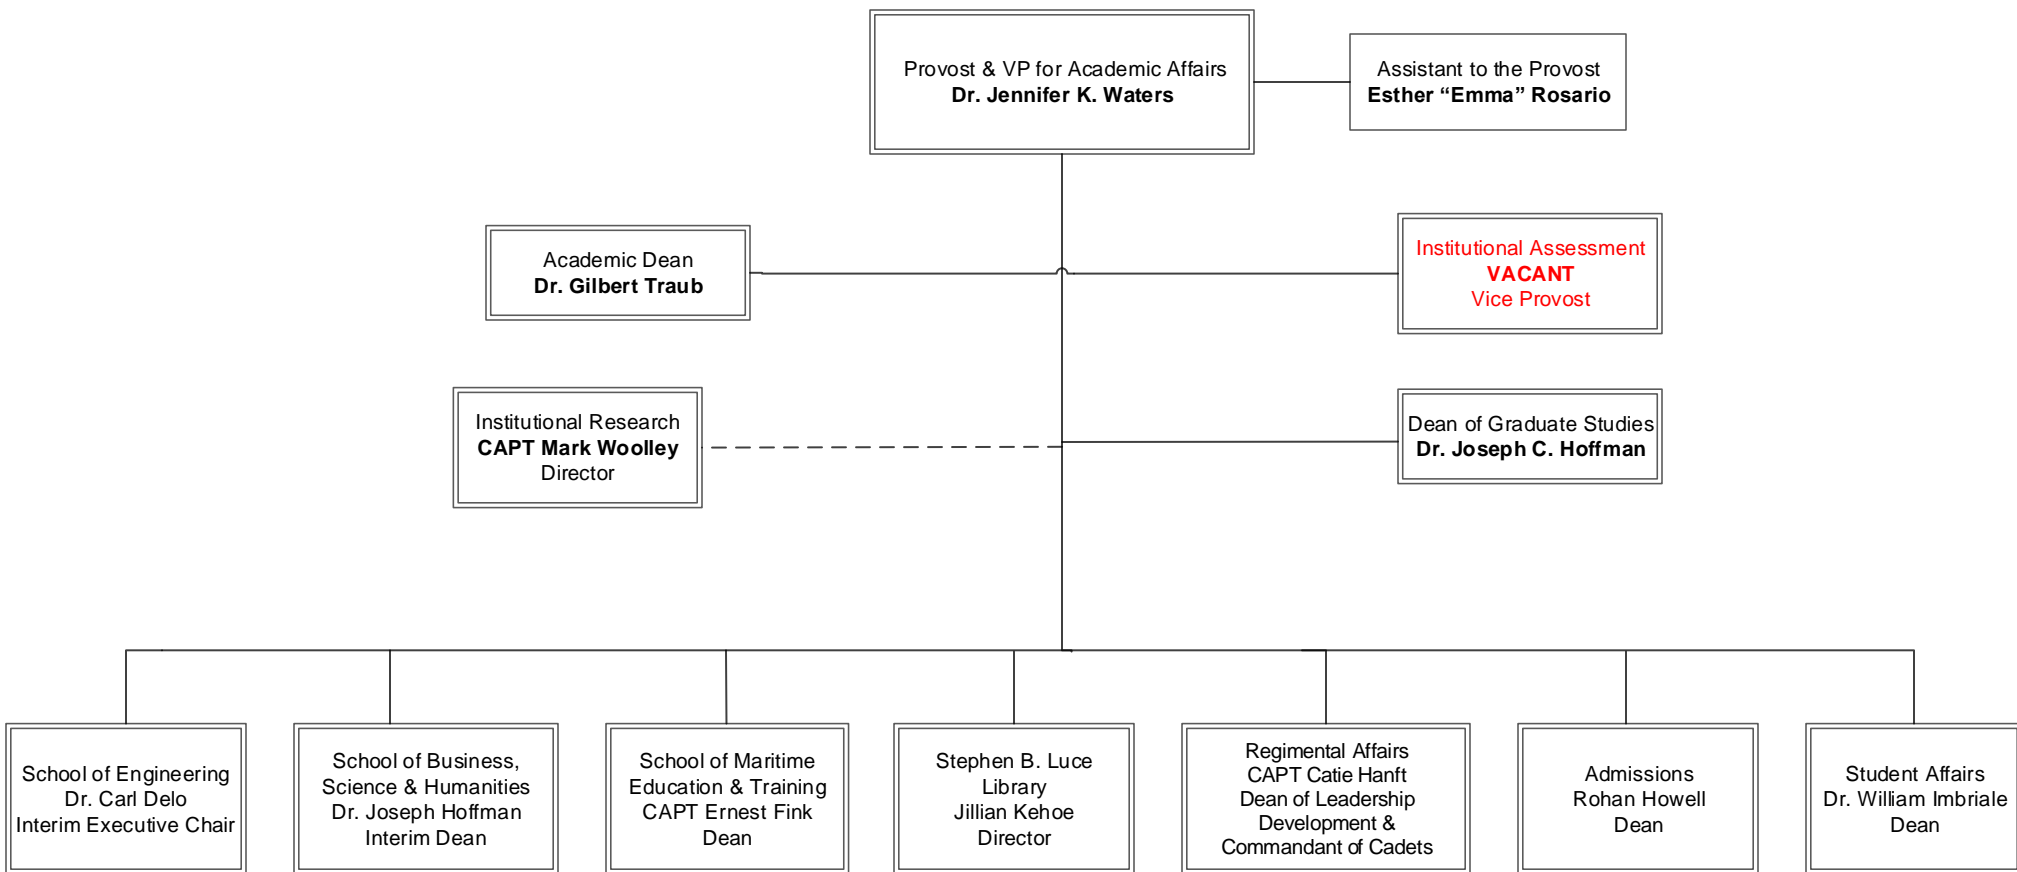 Provost & VP for Academic Affairs
Dr. Jennifer K. Waters
Assistant to the Provost
Esther “Emma” Rosario
Academic Dean
Dr. Gilbert Traub
Institutional Assessment
VACANT
Vice Provost
Institutional Research
CAPT Mark Woolley
Director
Dean of Graduate Studies
Dr. Joseph C. Hoffman
School of Engineering
Dr. Carl Delo
Interim Executive Chair
School of Business,
Science & Humanities
Dr. Joseph Hoffman
Interim Dean
School of Maritime
Education & Training
CAPT Ernest Fink
Dean
Stephen B. Luce
Library
Jillian Kehoe
Director
Regimental Affairs
CAPT Catie Hanft
Dean of Leadership
Development &
Commandant of Cadets
Admissions
Rohan Howell
Dean
Student Affairs
Dr. William Imbriale
Dean